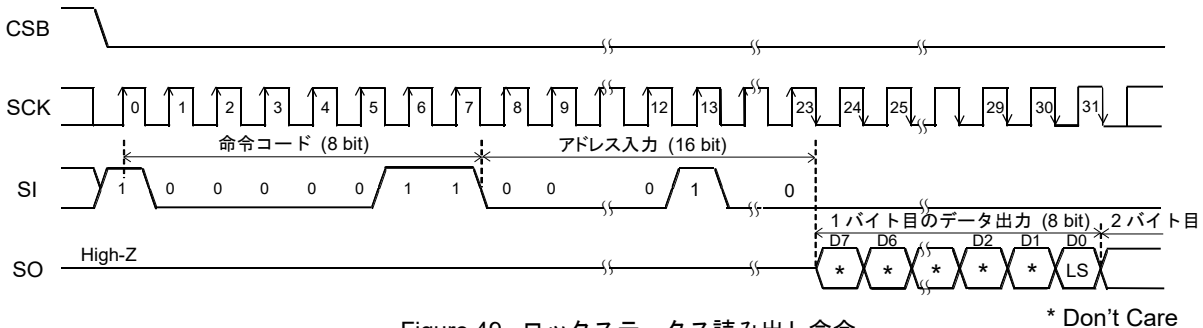 CSB
SCK
0 1 2 3 4 5 6 7 8 9 12 13 23 24 25 29 30 31
命令コード (8 bit) アドレス入力 (16 bit)
SI
1 0 0 0 0 0 1 1 0 0 0 1 0
1 バイト目のデータ出力 (8 bit) 2 バイト目
D7 D6 D2 D1 D0
SO
High-Z
* * * * * LS
* Don't Care